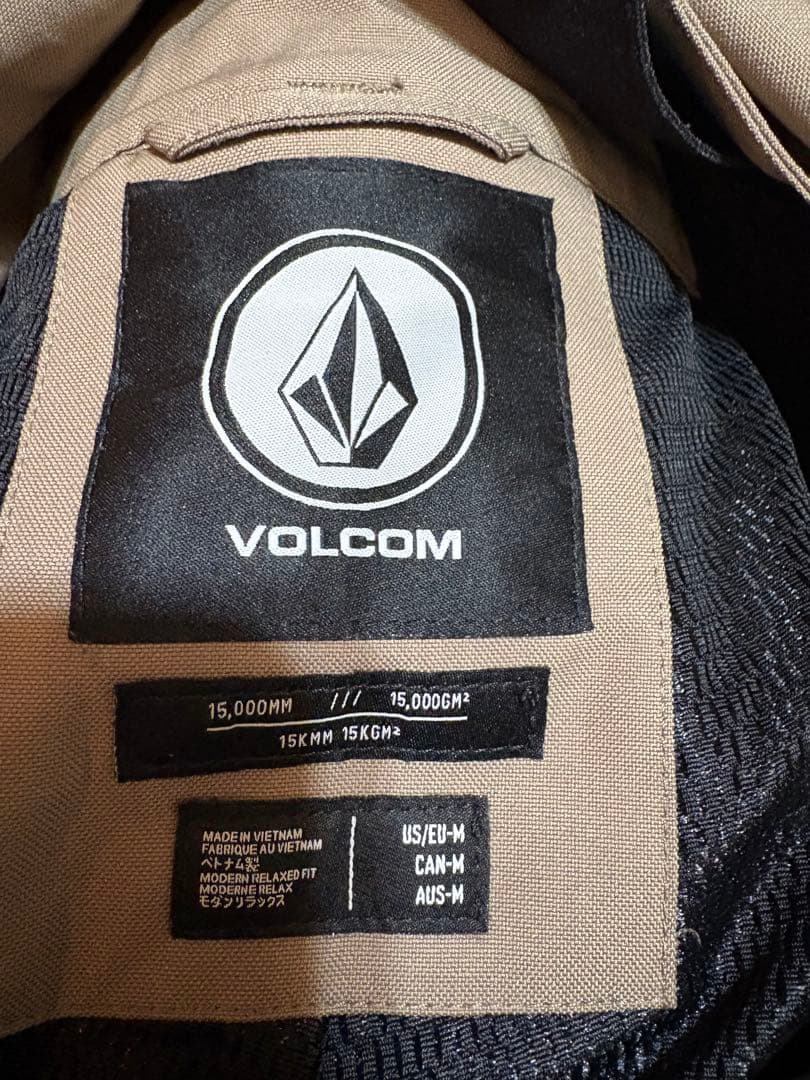 VOLCOM
15,000MM /// 15,000GM²
15KMM 15KGM²
MADE IN VIETNAM
FABRIQUE AU VIETNAM
ベトナム製
MODERN RELAXED FIT
MODERNE RELAX
モダンリラックス
US/EU-M
CAN-M
AUS-M